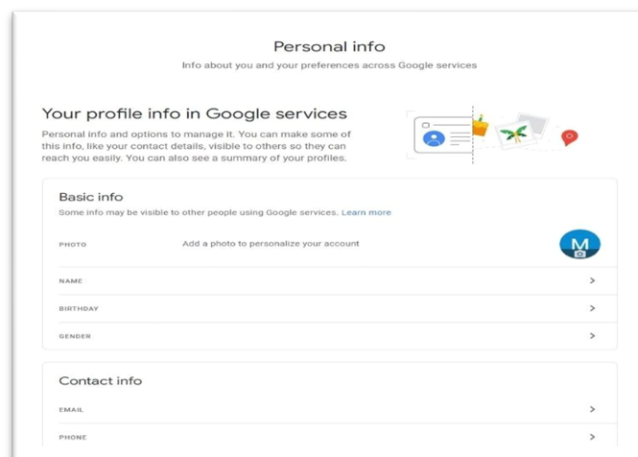 Personal info
Info about you and your preferences across Google services
Your profile info in Google services
Personal info and options to manage it. You can make some of
this info, like your contact details, visible to others so they can
reach you easily. You can also see a summary of your profiles.
Basic info
Some info may be visible to other people using Google services. Learn more
PHOTO Add a photo to personalize your account M
NAME
BIRTHDAY
GENDER
Contact info
EMAIL
PHONE